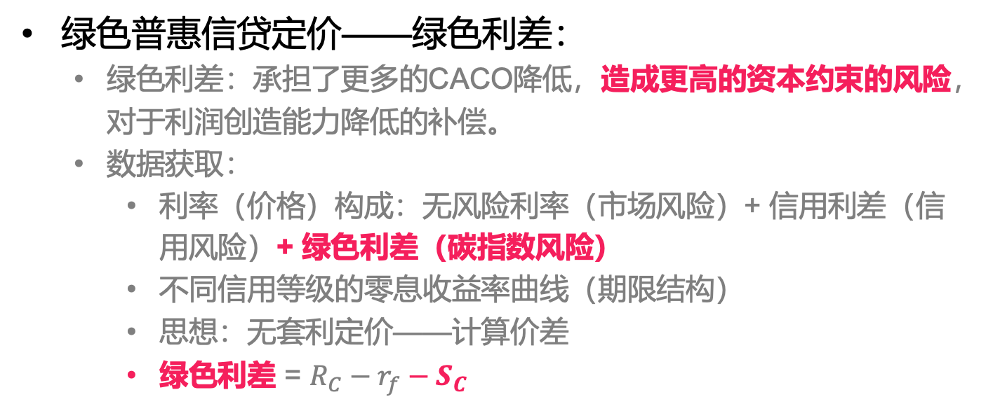 • 绿色普惠信贷定价——绿色利差：
• 绿色利差：承担了更多的CACO降低，造成更高的资本约束的风险，
对于利润创造能力降低的补偿。
• 数据获取：
• 利率（价格）构成：无风险利率（市场风险）+ 信用利差（信
用风险）+ 绿色利差（碳指数风险）
• 不同信用等级的零息收益率曲线（期限结构）
• 思想：无套利定价——计算价差
• 绿色利差 = R_C − r_f − S_C